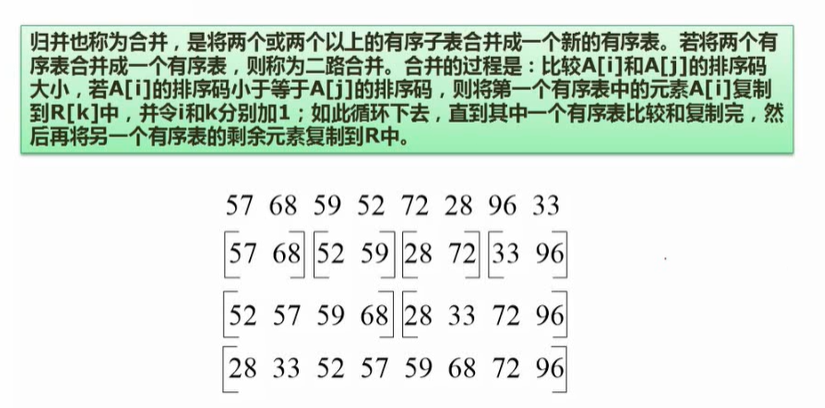 归并也称为合并，是将两个或两个以上的有序子表合并成一个新的有序表。若将两个有
序表合并成一个有序表，则称为二路合并。合并的过程是：比较A[i]和A[j]的排序码
大小，若A[i]的排序码小于等于A[j]的排序码，则将第一个有序表中的元素A[i]复制
到R[k]中，并令i和k分别加1；如此循环下去，直到其中一个有序表比较和复制完，然
后再将另一个有序表的剩余元素复制到R中。
57 68 59 52 72 28 96 33
[57 68][52 59][28 72][33 96]
[52 57 59 68][28 33 72 96]
[28 33 52 57 59 68 72 96]